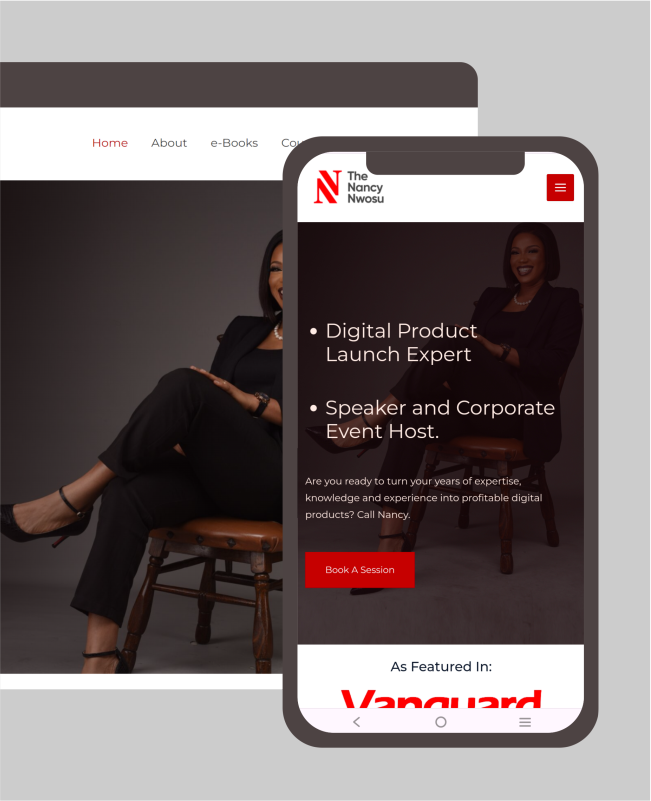 Home About e-Books
The
Nancy
Nwosu
• Digital Product
Launch Expert
• Speaker and Corporate
Event Host.
Are you ready to turn your years of expertise,
knowledge and experience into profitable digital
products? Call Nancy.
Book A Session
As Featured In:
Vanguard